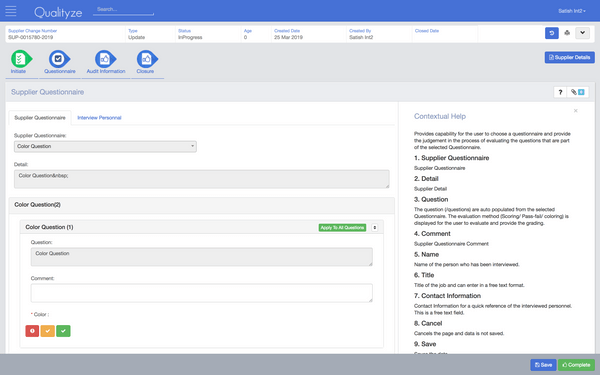 Qualityze
Search...
Satish Int2
Supplier Change Number
SUP-0015780-2019
Type
Update
Status
InProgress
Age
0
Created Date
25 Mar 2019
Created By
Satish Int2
Closed Date
Initiate
Questionnaire
Audit Information
Closure
Supplier Details
Supplier Questionnaire
?
Supplier Questionnaire
Interview Personnal
Supplier Questionnaire:
Color Question
Detail:
Color Question&nbsp;
Color Question(2)
Color Question (1)
Apply To All Questions
Question:
Color Question
Comment:
* Color :
Contextual Help
×
Provides capability for the user to choose a questionnaire and provide
the judgement in the process of evaluating the questions that are part
of the selected Questionnaire.
1. Supplier Questionnaire
Supplier Questionnaire
2. Detail
Supplier Detail
3. Question
The question (/questions) are auto populated from the selected
Questionnaire. The evaluation method (Scoring/ Pass-fail/ coloring) is
displayed for the user to evaluate and provide the grading.
4. Comment
Supplier Questionnaire Comment
5. Name
Name of the person who has been interviewed.
6. Title
Title of the job and can enter in a free text format.
7. Contact Information
Contact Information for a quick reference of the interviewed personnel.
This is a free text field.
8. Cancel
Cancels the page and data is not saved.
9. Save
Save
Complete